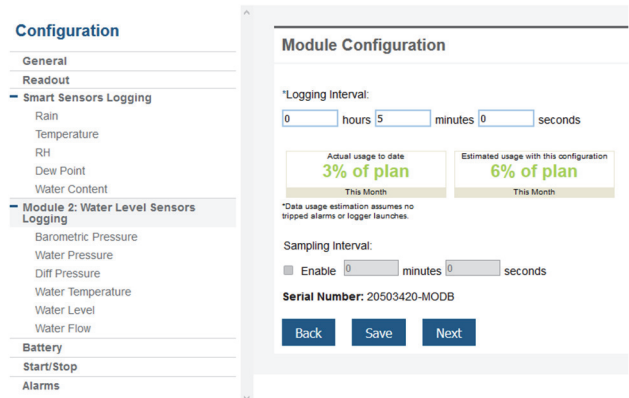 Configuration
General
Readout
Smart Sensors Logging
Rain
Temperature
RH
Dew Point
Water Content
Module 2: Water Level Sensors
Logging
Barometric Pressure
Water Pressure
Diff Pressure
Water Temperature
Water Level
Water Flow
Battery
Start/Stop
Alarms
Module Configuration
*Logging Interval:
0 hours 5 minutes 0 seconds
Actual usage to date
3% of plan
This Month
Estimated usage with this configuration
6% of plan
This Month
*Data usage estimation assumes no
tripped alarms or logger launches.
Sampling Interval:
Enable 0 minutes 0 seconds
Serial Number: 20503420-MODB
Back Save Next